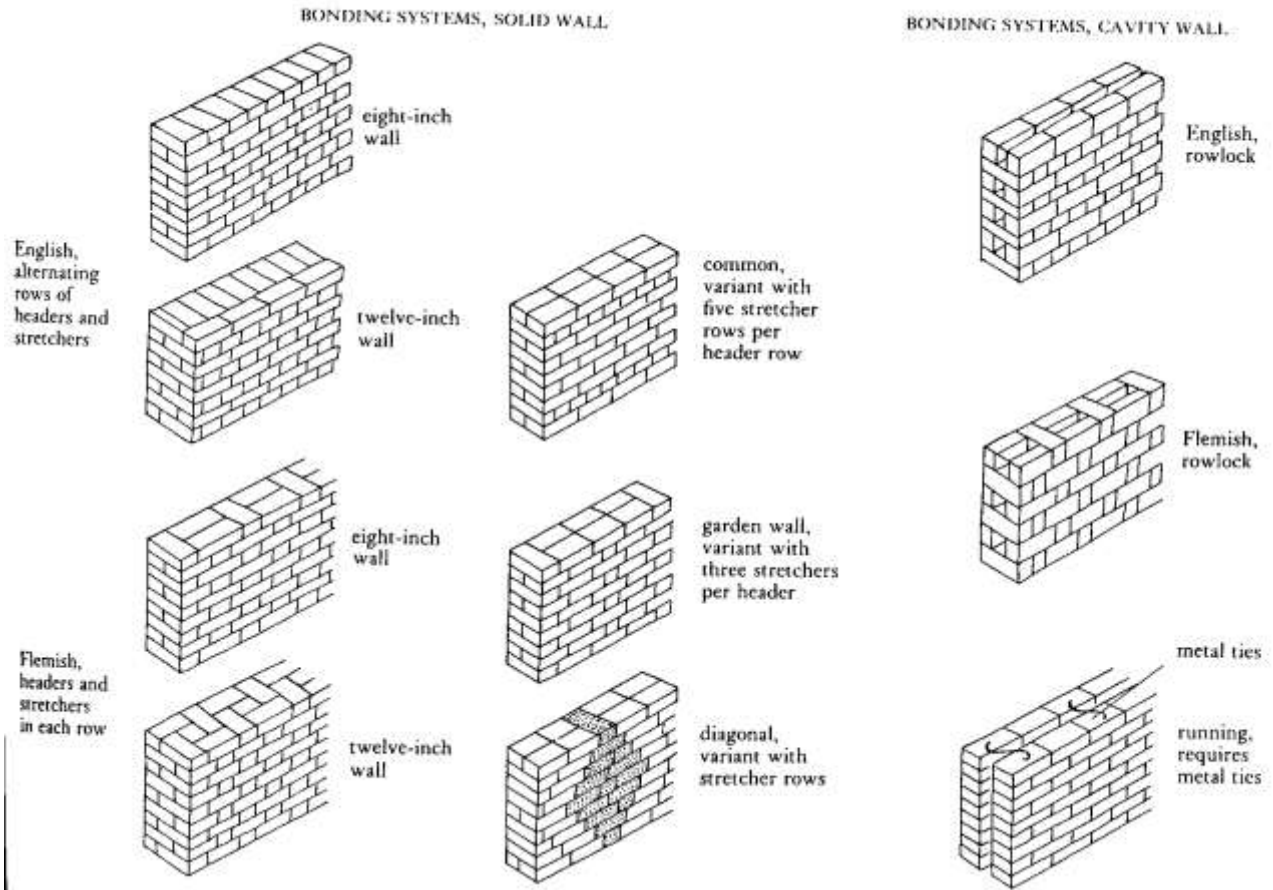 BONDING SYSTEMS, SOLID WALL
eight-inch
wall
English,
alternating
rows of
headers and
stretchers
twelve-inch
wall
common,
variant with
five stretcher
rows per
header row
eight-inch
wall
garden wall,
variant with
three stretchers
per header
Flemish,
headers and
stretchers
in each row
twelve-inch
wall
diagonal,
variant with
stretcher rows
BONDING SYSTEMS, CAVITY WALL
English,
rowlock
Flemish,
rowlock
metal ties
running,
requires
metal ties